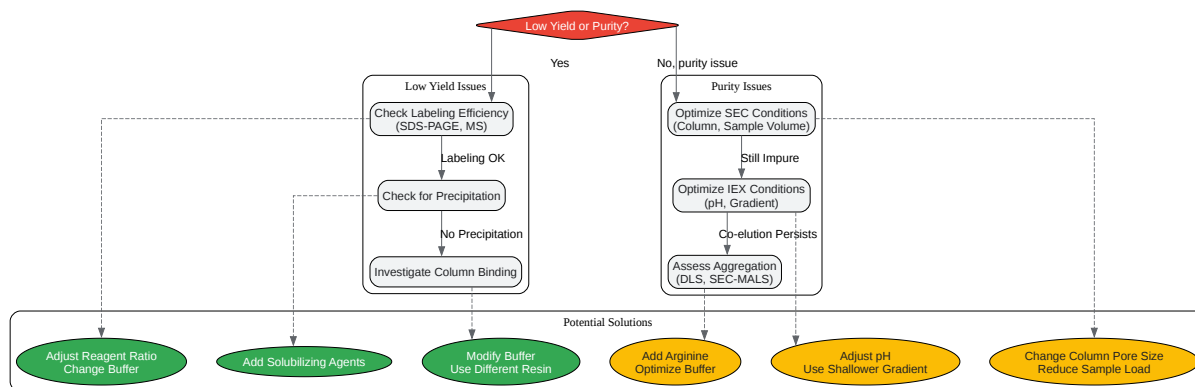 Low Yield or Purity?
Yes
No, purity issue
Low Yield Issues
Check Labeling Efficiency
(SDS-PAGE, MS)
Labeling OK
Check for Precipitation
No Precipitation
Investigate Column Binding
Purity Issues
Optimize SEC Conditions
(Column, Sample Volume)
Still Impure
Optimize IEX Conditions
(pH, Gradient)
Co-elution Persists
Assess Aggregation
(DLS, SEC-MALS)
Potential Solutions
Adjust Reagent Ratio
Change Buffer
Add Solubilizing Agents
Modify Buffer
Use Different Resin
Add Arginine
Optimize Buffer
Adjust pH
Use Shallower Gradient
Change Column Pore Size
Reduce Sample Load